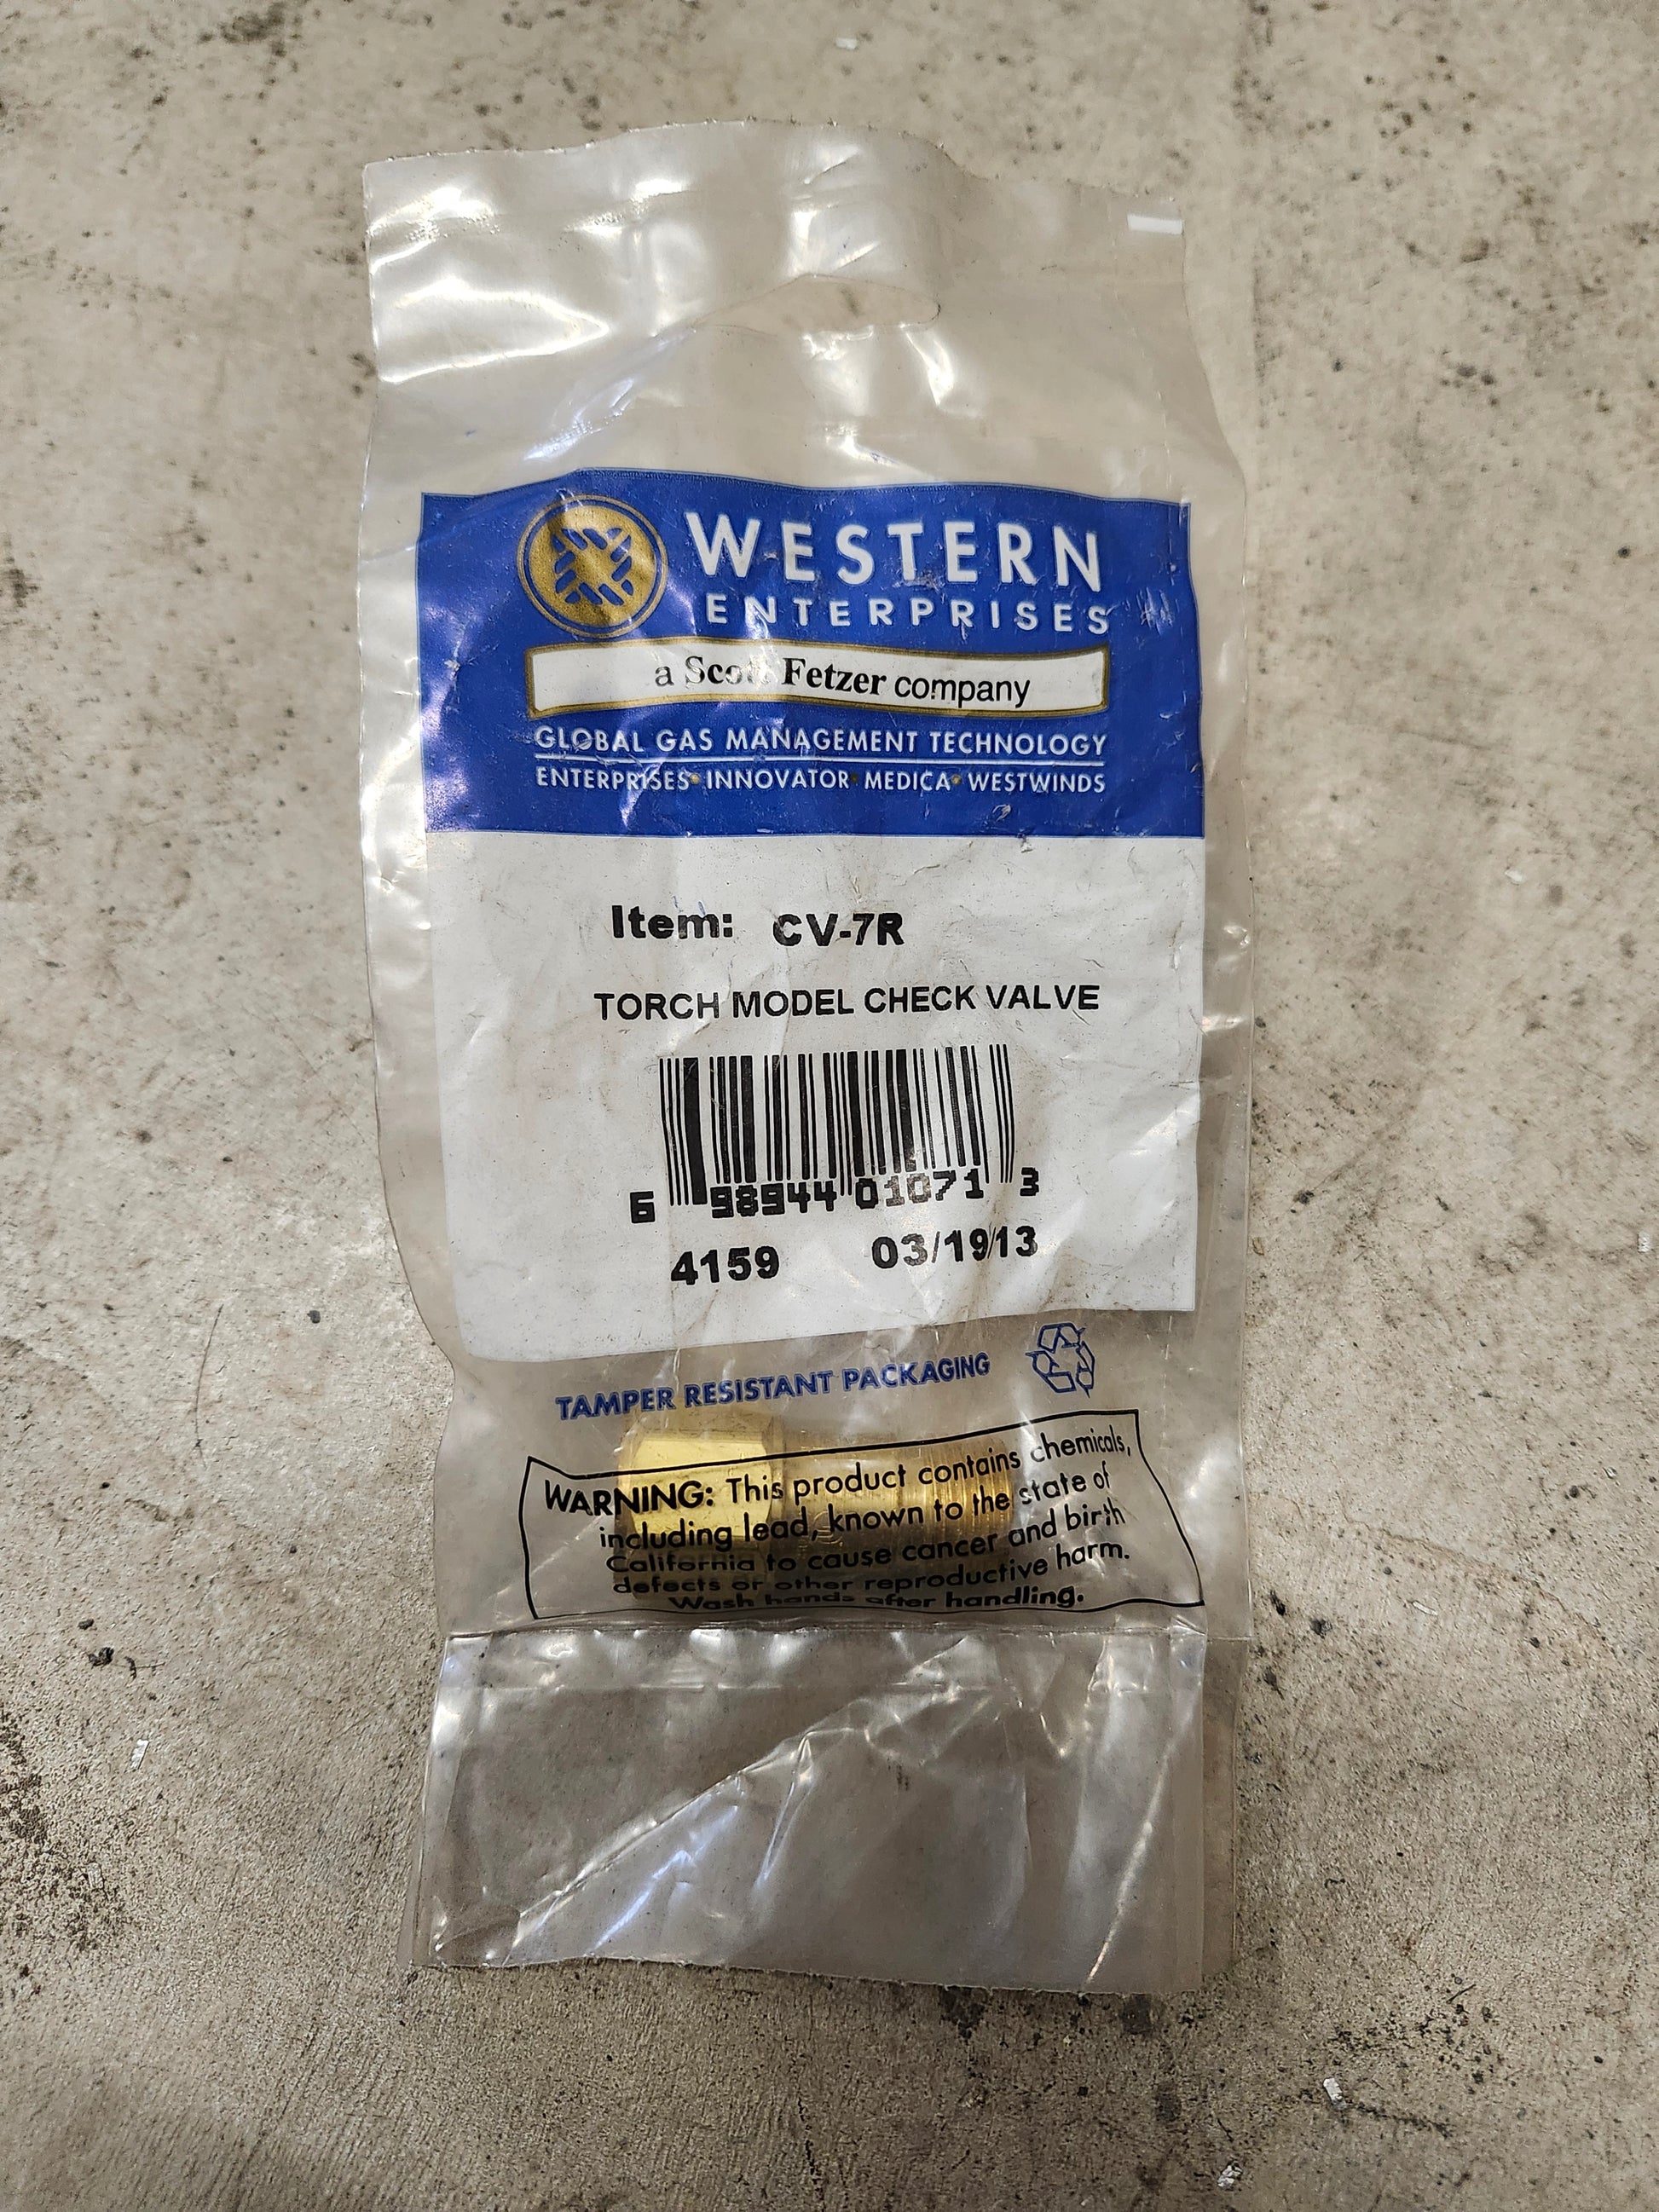 WESTERN
ENTERPRISES
a Scott Fetzer company
GLOBAL GAS MANAGEMENT TECHNOLOGY
ENTERPRISES • INNOVATOR • MEDICA • WESTWINDS
Item: CV-7R
TORCH MODEL CHECK VALVE
6 98944 01071 3
4159 03/19/13
TAMPER RESISTANT PACKAGING
WARNING: This product contains chemicals,
including lead, known to the state of
California to cause cancer and birth
defects or other reproductive harm.
Wash hands after handling.